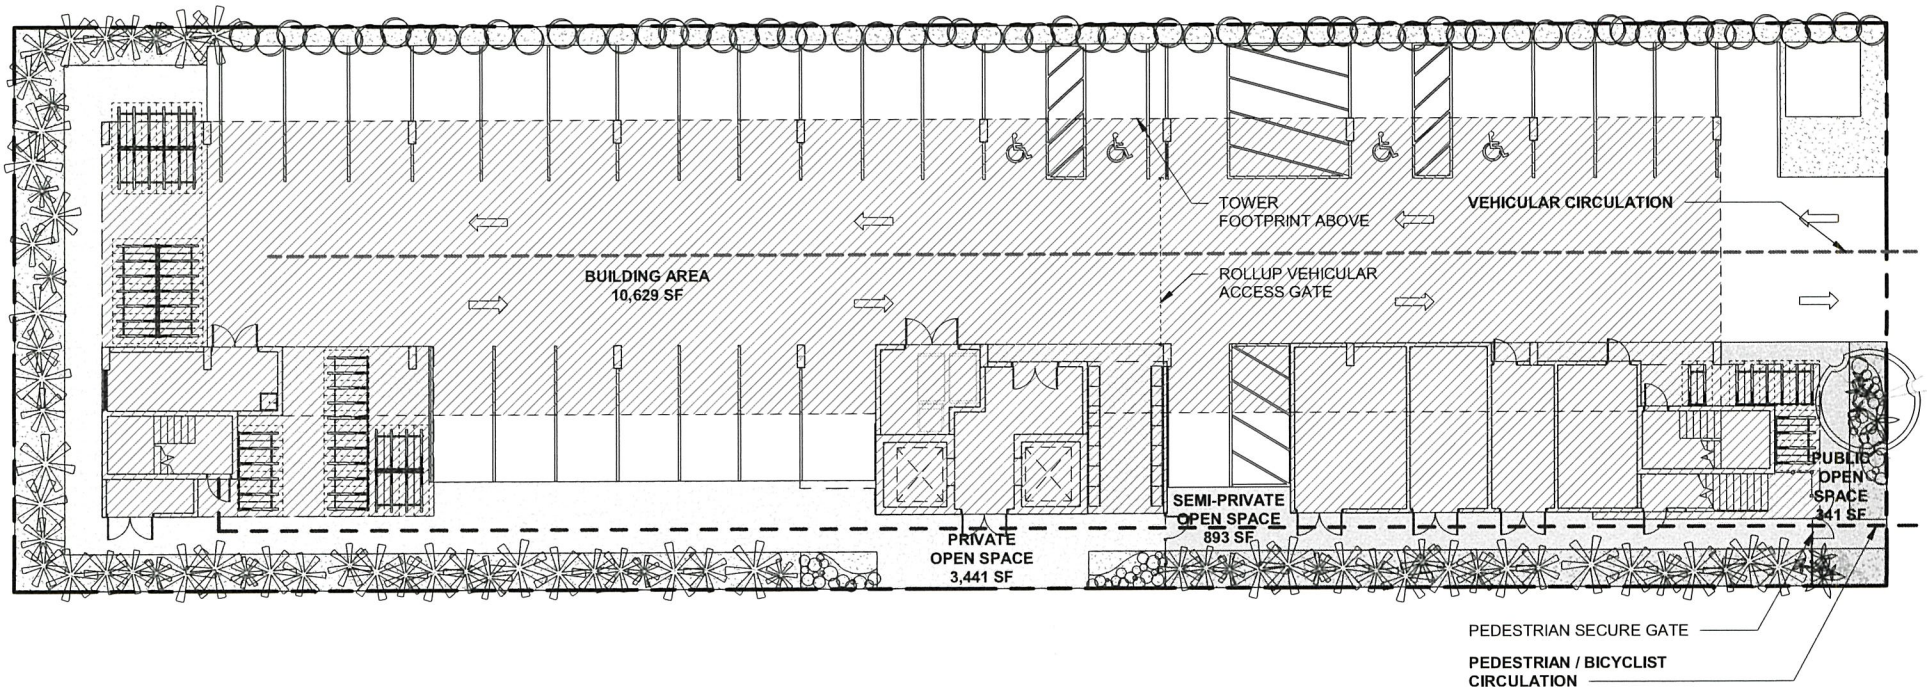 TOWER
FOOTPRINT ABOVE
VEHICULAR CIRCULATION
BUILDING AREA
10,629 SF
ROLLUP VEHICULAR
ACCESS GATE
PUBLIC
OPEN
SPACE
341 SF
SEMI-PRIVATE
OPEN SPACE
893 SF
PRIVATE
OPEN SPACE
3,441 SF
PEDESTRIAN SECURE GATE
PEDESTRIAN / BICYCLIST
CIRCULATION